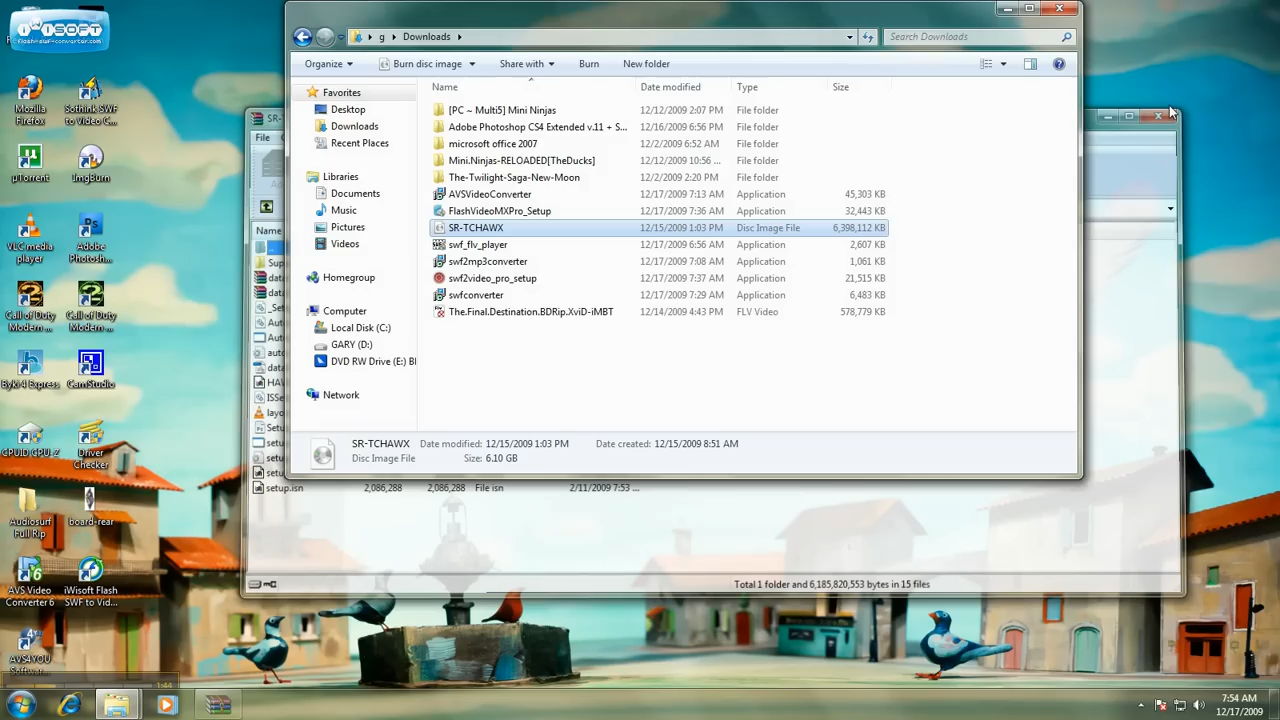 iWiSOFT
flash-swf-converter.com
Mozilla
Firefox
Sothink SWF
to Video C...
µTorrent
ImgBurn
VLC media
player
Adobe
Photosh...
Call of Duty
Modern ...
Call of Duty
Modern ...
Byki 4 Express
CamStudio
CPUID CPU-Z
Driver
Checker
Audiosurf
Full Rip
board-rear
AVS Video
Converter 6
iWisoft Flash
SWF to Vid...
AVS4YOU
Softwar...
g
Downloads
Search Downloads
Organize
Burn disc image
Share with
Burn
New folder
Favorites
Desktop
Downloads
Recent Places
Libraries
Documents
Music
Pictures
Videos
Homegroup
Computer
Local Disk (C:)
GARY (D:)
DVD RW Drive (E:) Bl
Network
Name Date modified Type Size
[PC ~ Multi5] Mini Ninjas 12/12/2009 2:07 PM File folder
Adobe Photoshop CS4 Extended v.11 + S... 12/16/2009 6:56 PM File folder
microsoft office 2007 12/2/2009 6:52 AM File folder
Mini.Ninjas-RELOADED[TheDucks] 12/12/2009 10:56 ... File folder
The-Twilight-Saga-New-Moon 12/2/2009 2:20 PM File folder
AVSVideoConverter 12/17/2009 7:13 AM Application 45,303 KB
FlashVideoMXPro_Setup 12/17/2009 7:36 AM Application 32,443 KB
SR-TCHAWX 12/15/2009 1:03 PM Disc Image File 6,398,112 KB
swf_flv_player 12/17/2009 6:56 AM Application 2,607 KB
swf2mp3converter 12/17/2009 7:08 AM Application 1,061 KB
swf2video_pro_setup 12/17/2009 7:37 AM Application 21,515 KB
swfconverter 12/17/2009 7:29 AM Application 6,483 KB
The.Final.Destination.BDRip.XviD-iMBT 12/14/2009 4:43 PM FLV Video 578,779 KB
SR-TCHAWX Date modified: 12/15/2009 1:03 PM Date created: 12/15/2009 8:51 AM
Disc Image File Size: 6.10 GB
File
Name
..
setup.isn 2,086,288 2,086,288 File isn 2/11/2009 7:53 ...
Total 1 folder and 6,185,820,553 bytes in 15 files
1:44
7:54 AM
12/17/2009